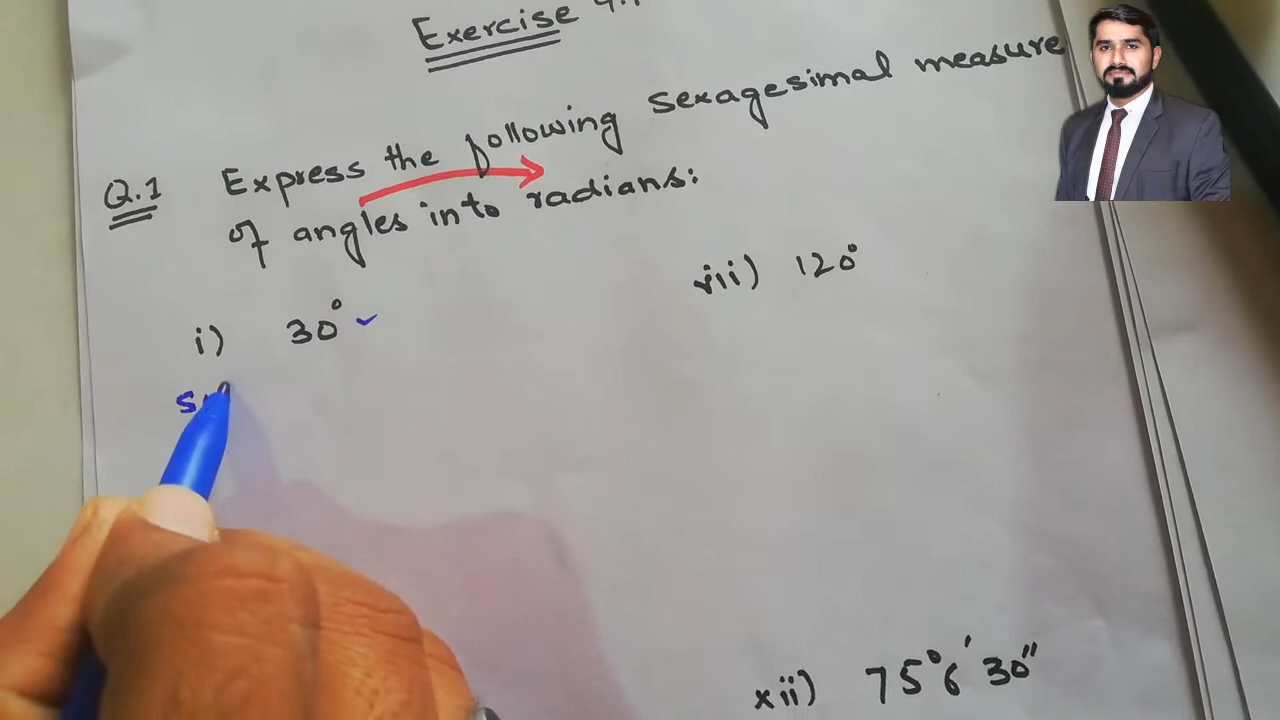 Exercise
Q.1 Express the following sexagesimal measure
of angles into radians:
i) 30°
vii) 120°
xii) 75° 6' 30"